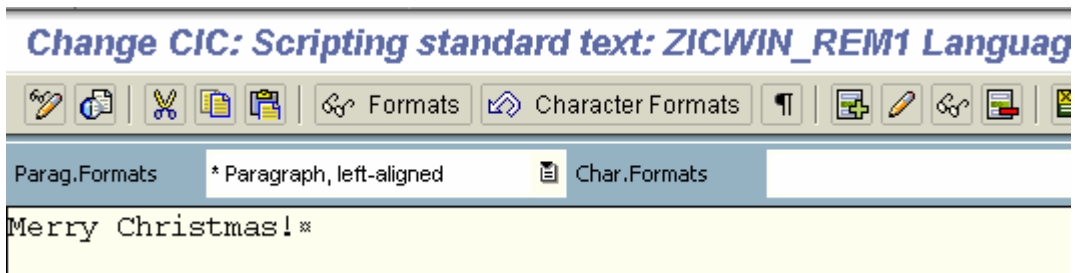 Change CIC: Scripting standard text: ZICWIN_REM1 Languag
Formats Character Formats ¶
Parag.Formats * Paragraph, left-aligned Char.Formats
Merry Christmas!¤